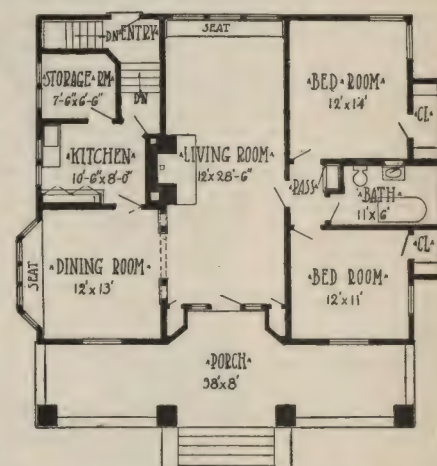 DN
ENTRY
SEAT
STORAGE RM
7'-6"x6'-6"
DN
BED ROOM
12'x14'
CL
KITCHEN
10'-6"x8'-0"
LIVING ROOM
12'x28'-6"
PASS
BATH
11'x6'
SEAT
DINING ROOM
12'x13'
CL
BED ROOM
12'x11'
PORCH
38'x8'